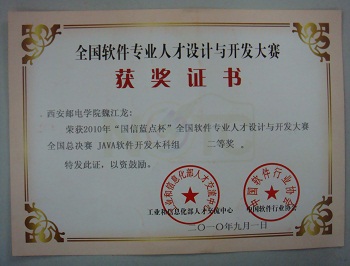 全国软件专业人才设计与开发大赛
获奖证书
西安邮电学院魏江龙:
荣获2010年“国信蓝点杯”全国软件专业人才设计与开发大赛
全国总决赛 JAVA软件开发本科组 二等奖。
特发此证,以资鼓励。
工业和信息化部人才交流中心
中国软件行业协会
二〇一〇年九月一日